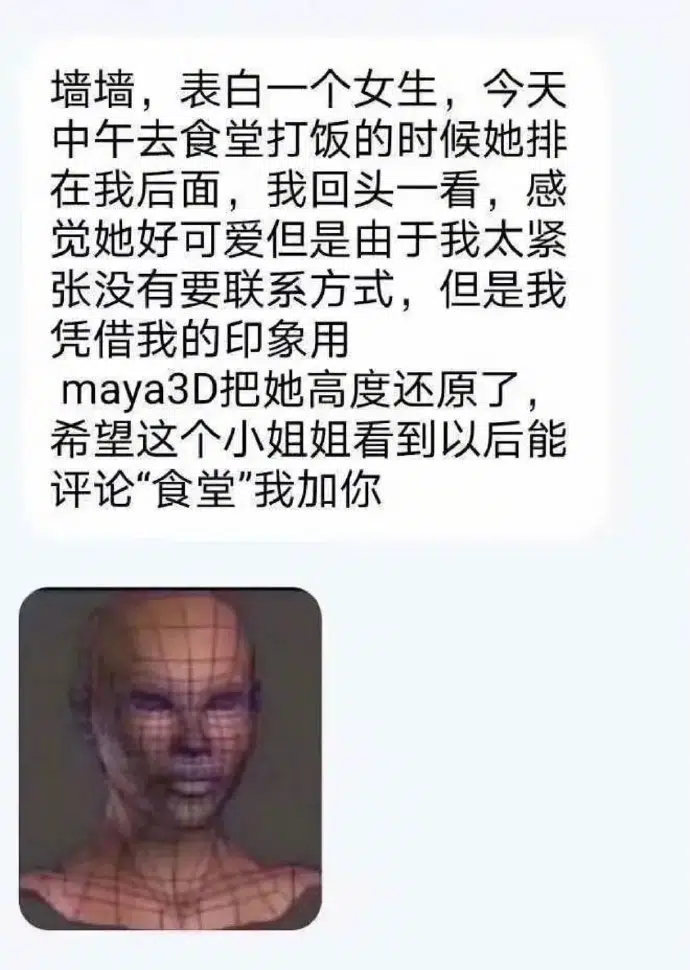 墙墙，表白一个女生，今天
中午去食堂打饭的时候她排
在我后面，我回头一看，感
觉她好可爱但是由于我太紧
张没有要联系方式，但是我
凭借我的印象用
maya3D把她高度还原了，
希望这个小姐姐看到以后能
评论“食堂”我加你